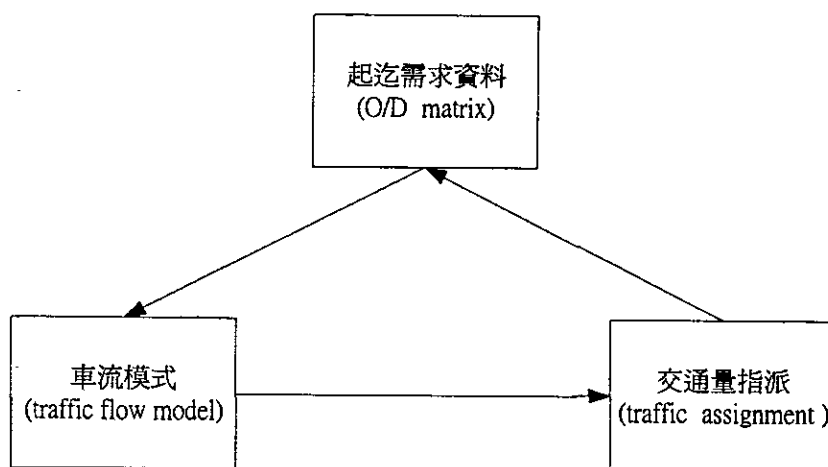 起迄需求資料
(O/D matrix)
車流模式
(traffic flow model)
交通量指派
(traffic assignment )